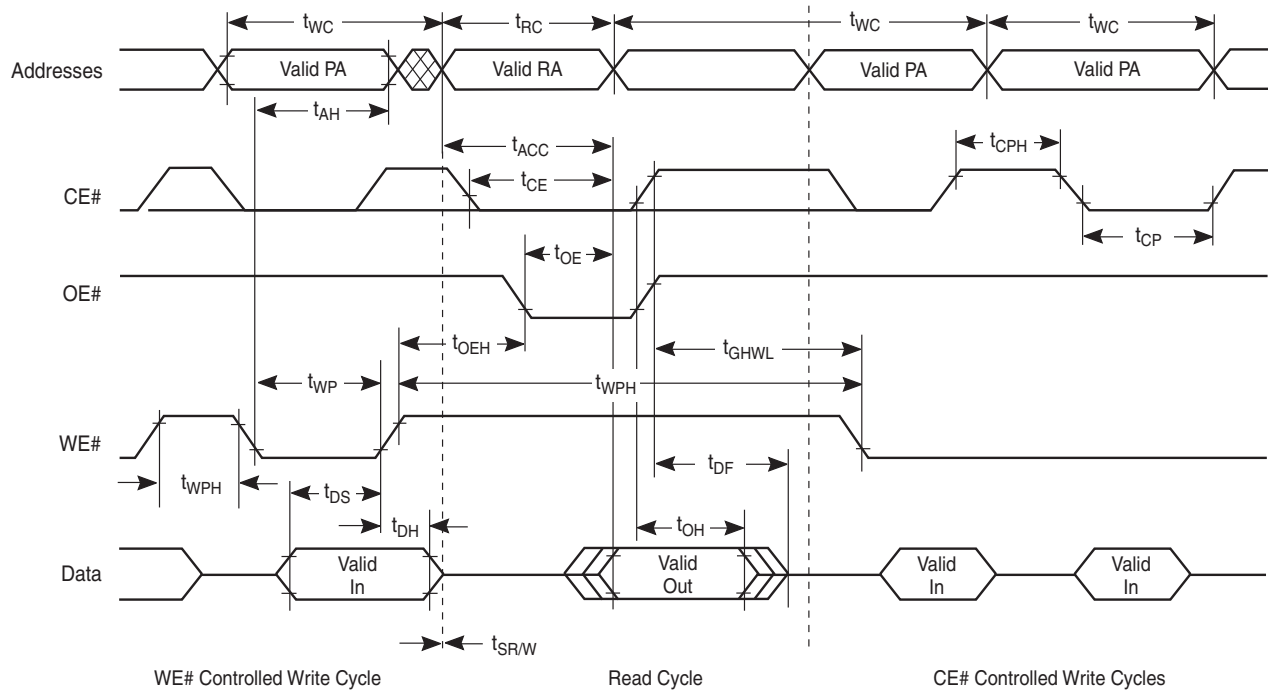 tWC tRC tWC tWC
Addresses Valid PA Valid RA Valid PA Valid PA
tAH
tACC tCPH
CE# tCE
tOE tCP
OE#
tOEH tGHWL
tWP tWPH
WE#
tWPH tDS tDF
tDH tOH
Data Valid In Valid Out Valid In Valid In
tSR/W
WE# Controlled Write Cycle Read Cycle CE# Controlled Write Cycles